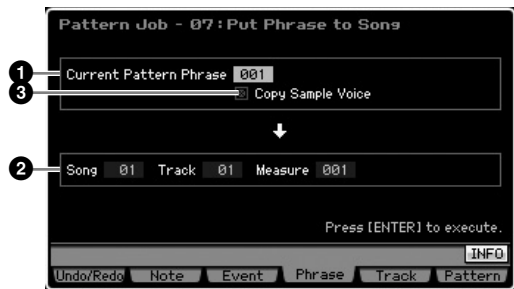 Pattern Job - 07:Put Phrase to Song
1 Current Pattern Phrase 001
3 Copy Sample Voice
2 Song 01 Track 01 Measure 001
Press [ENTER] to execute.
INFO
Undo/Redo Note Event Phrase Track Pattern